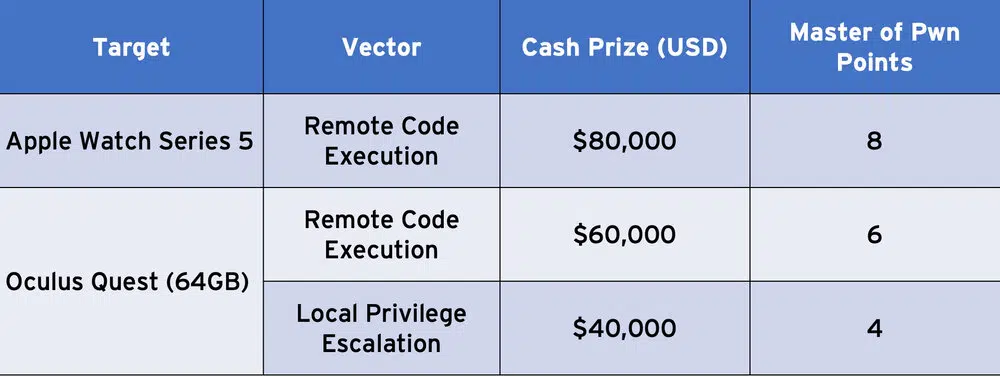 Target
Vector
Cash Prize (USD)
Master of Pwn
Points
Apple Watch Series 5
Remote Code
Execution
$80,000
8
Oculus Quest (64GB)
Remote Code
Execution
$60,000
6
Local Privilege
Escalation
$40,000
4